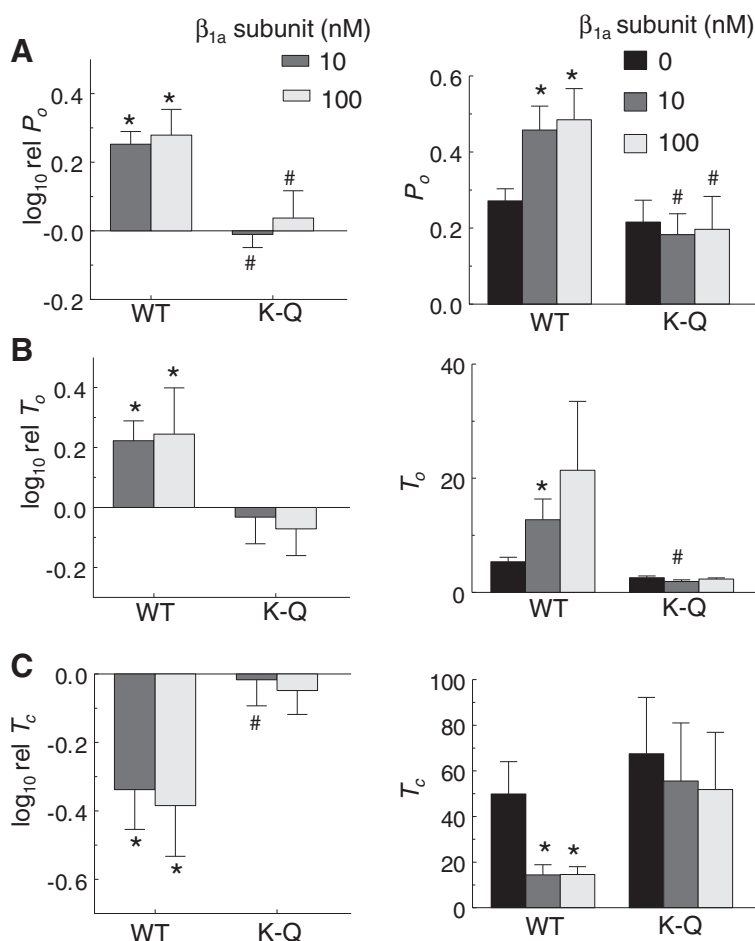 β1a subunit (nM)
10
100
A
log10 rel Po
0.4
0.2
-0.0
-0.2
*
*
#
#
WT
K-Q
β1a subunit (nM)
0
10
100
Po
0.6
0.4
0.2
0.0
*
*
#
#
WT
K-Q
B
log10 rel To
0.4
0.2
0.0
-0.2
*
*
WT
K-Q
To
40
20
0
*
#
WT
K-Q
C
log10 rel Tc
0.0
-0.2
-0.4
-0.6
*
*
#
WT
K-Q
Tc
100
80
60
40
20
0
*
*
WT
K-Q